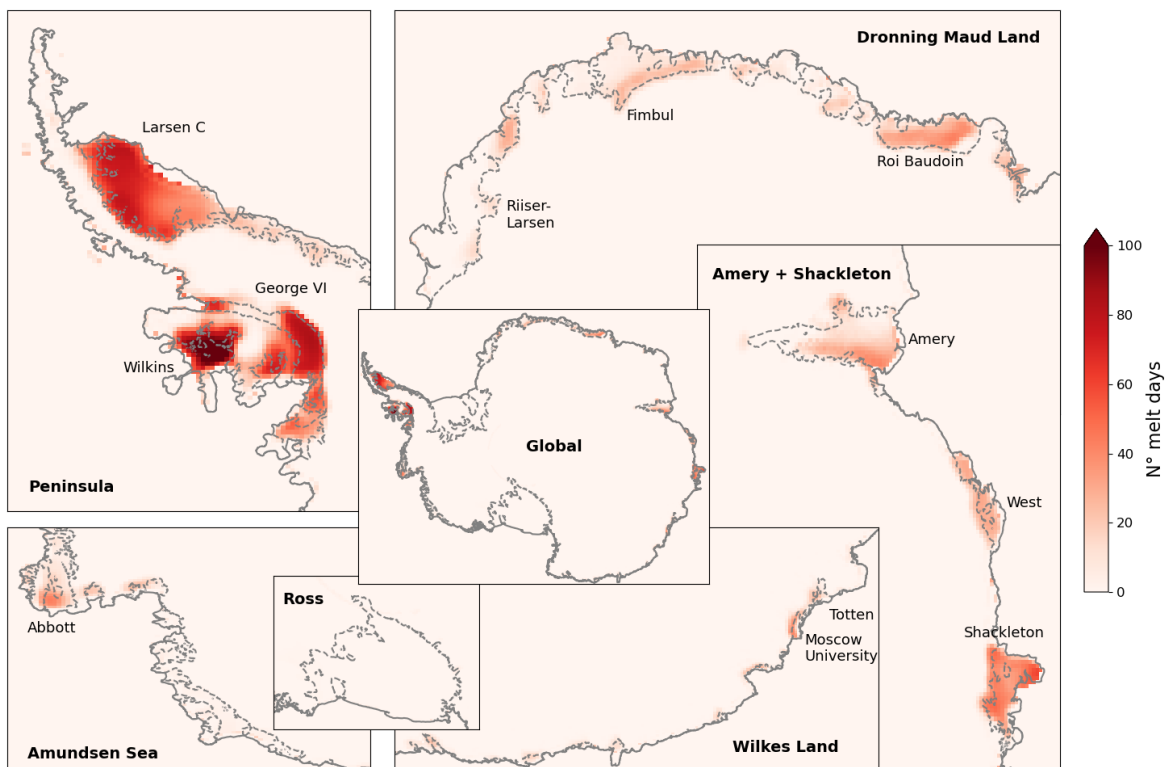 Dronning Maud Land
Larsen C
Fimbul
Roi Baudoin
Riiser-
Larsen
George VI
Amery + Shackleton
Wilkins
Amery
Global
Peninsula
West
100
80
60
40
20
0
N° melt days
Ross
Abbott
Totten
Moscow
University
Shackleton
Amundsen Sea
Wilkes Land